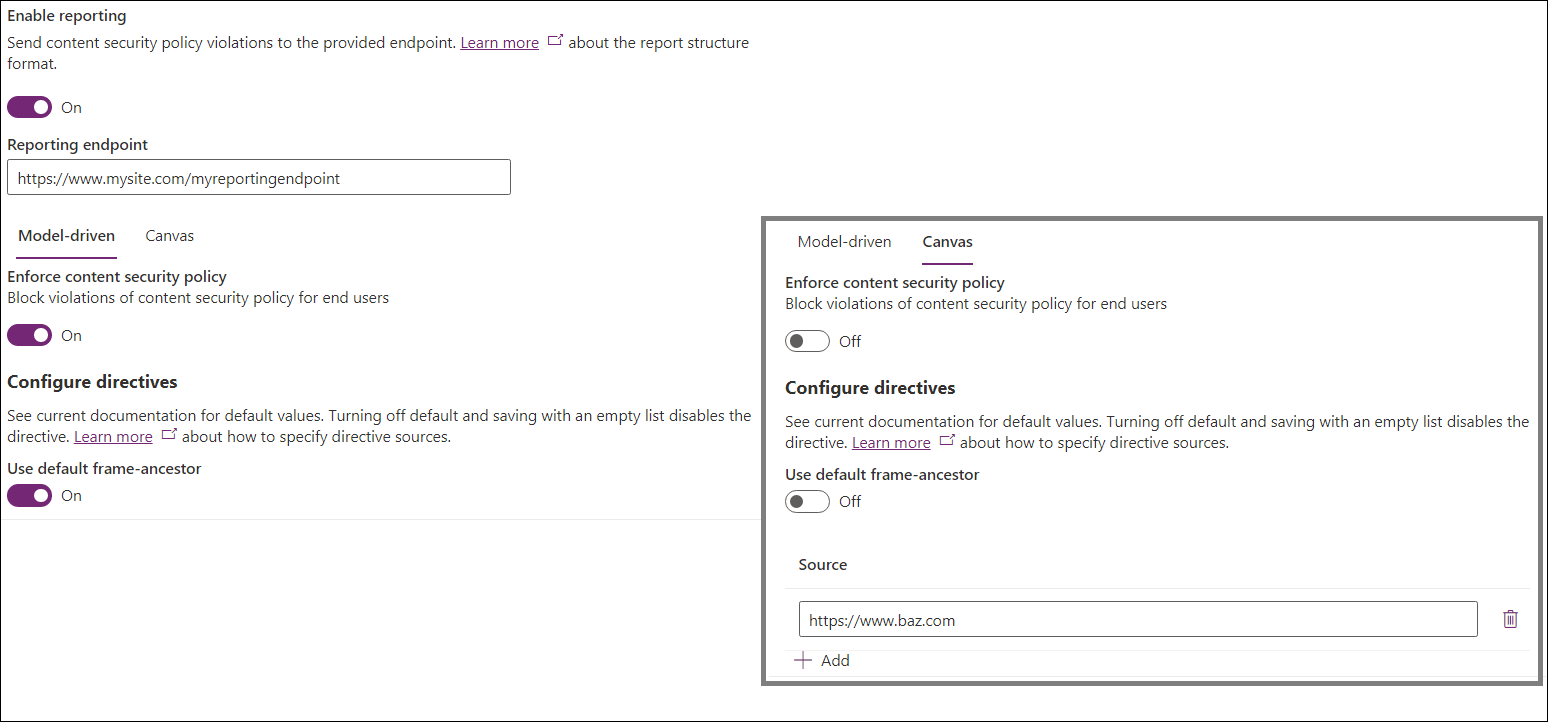 Enable reporting
Send content security policy violations to the provided endpoint. Learn more about the report structure
format.
On
Reporting endpoint
https://www.mysite.com/myreportingendpoint
Model-driven Canvas
Enforce content security policy
Block violations of content security policy for end users
On
Configure directives
See current documentation for default values. Turning off default and saving with an empty list disables the
directive. Learn more about how to specify directive sources.
Use default frame-ancestor
On
Model-driven Canvas
Enforce content security policy
Block violations of content security policy for end users
Off
Configure directives
See current documentation for default values. Turning off default and saving with an empty list disables the
directive. Learn more about how to specify directive sources.
Use default frame-ancestor
Off
Source
https://www.baz.com
Add